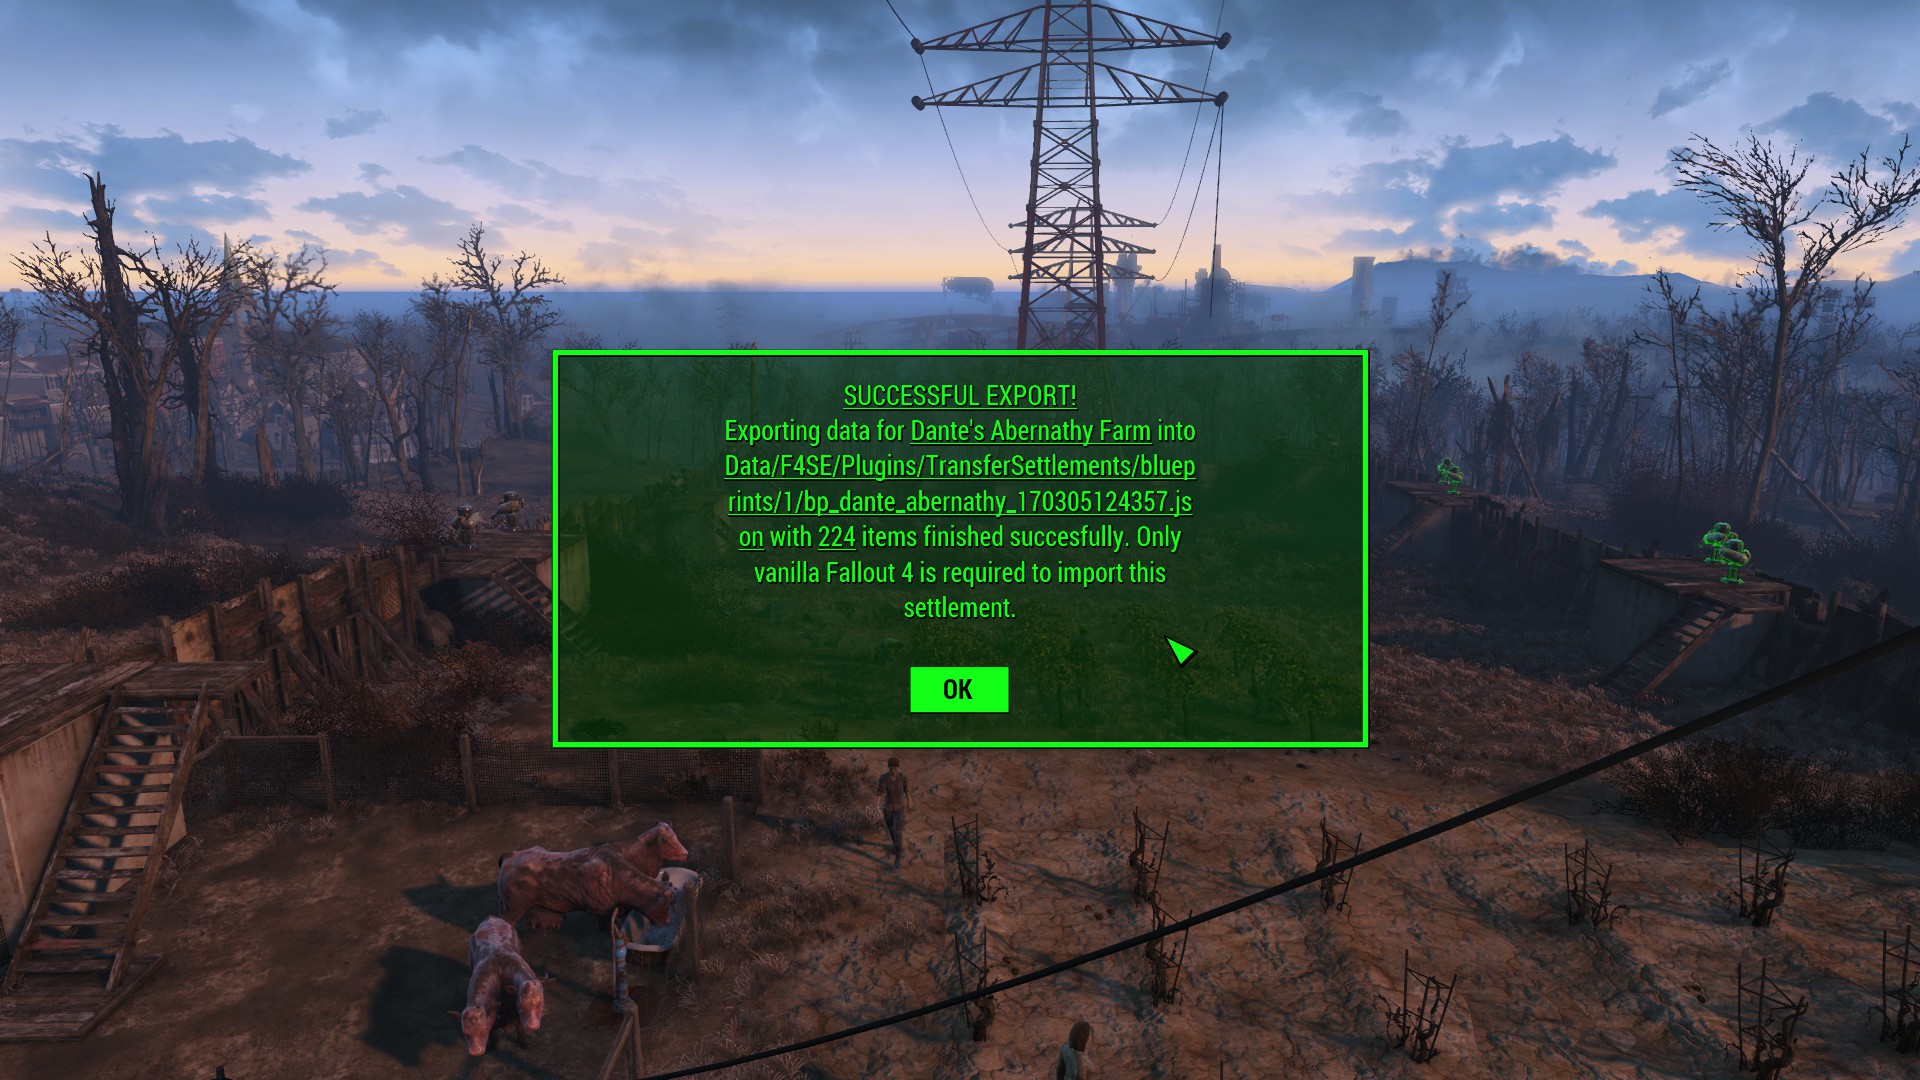 SUCCESSFUL EXPORT!
Exporting data for Dante's Abernathy Farm into
Data/F4SE/Plugins/TransferSettlements/bluep
rints/1/bp_dante_abernathy_170305124357.js
on with 224 items finished succesfully. Only
vanilla Fallout 4 is required to import this
settlement.
OK